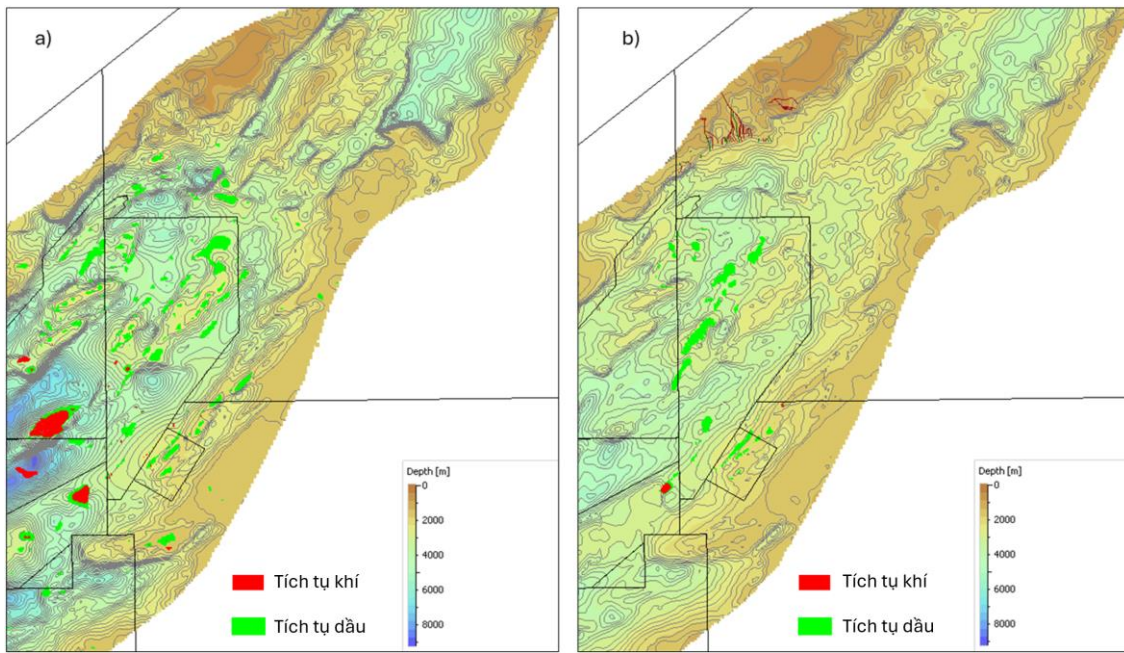 a)
Depth [m]
0
2000
4000
6000
8000
Tích tụ khí
Tích tụ dầu
b)
Depth [m]
0
2000
4000
6000
8000
Tích tụ khí
Tích tụ dầu